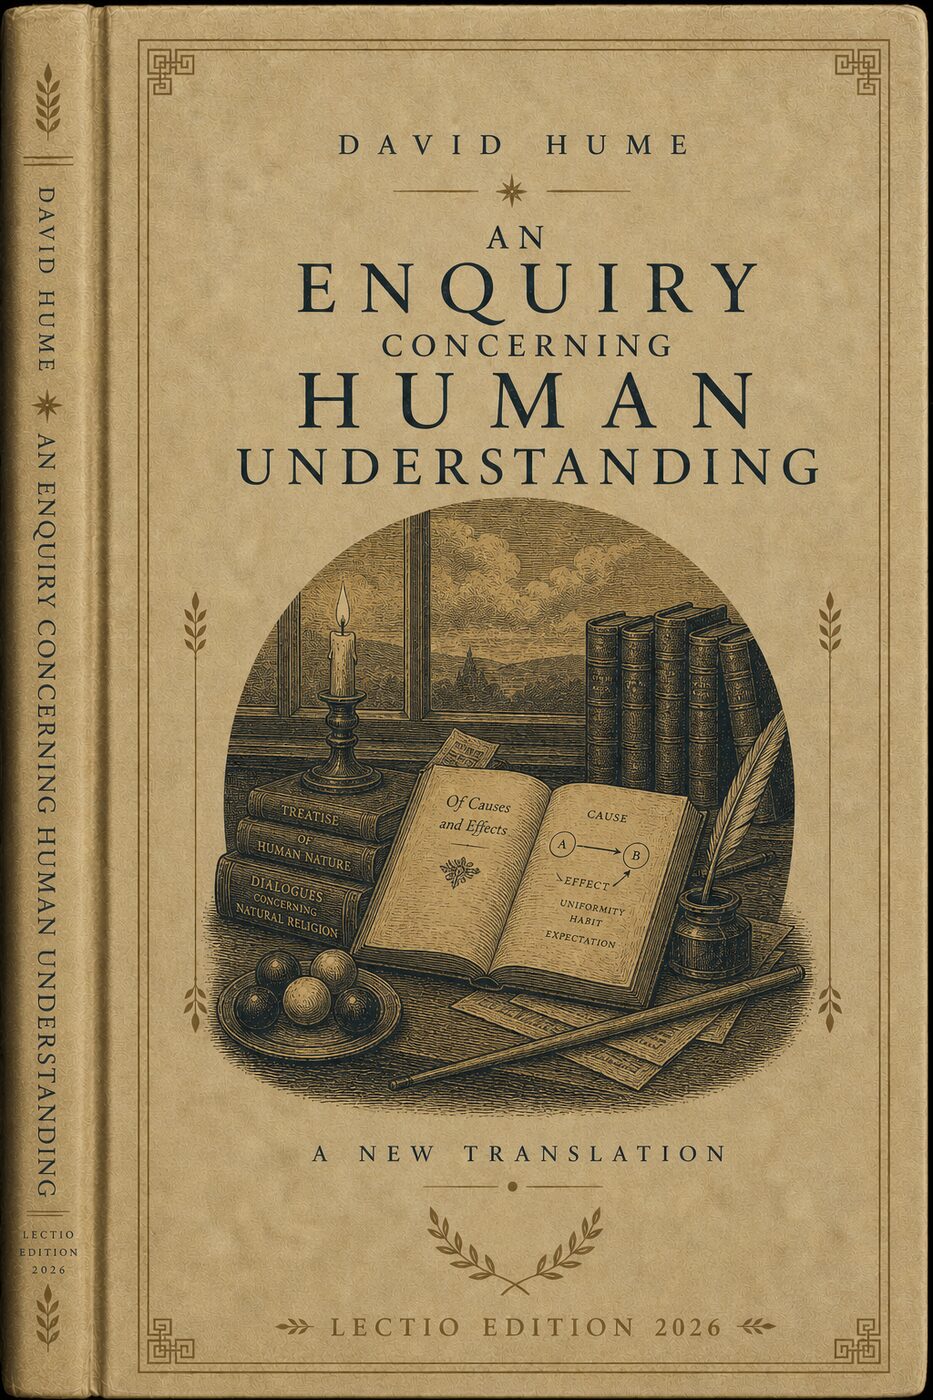 DAVID HUME
AN
ENQUIRY
CONCERNING
HUMAN
UNDERSTANDING
Of Causes
and Effects
CAUSE
A
B
EFFECT
UNIFORMITY
HABIT
EXPECTATION
TREATISE
OF
HUMAN NATURE
DIALOGUES
CONCERNING
NATURAL RELIGION
A NEW TRANSLATION
LECTIO EDITION 2026
DAVID HUME AN ENQUIRY CONCERNING HUMAN UNDERSTANDING
LECTIO
EDITION
2026